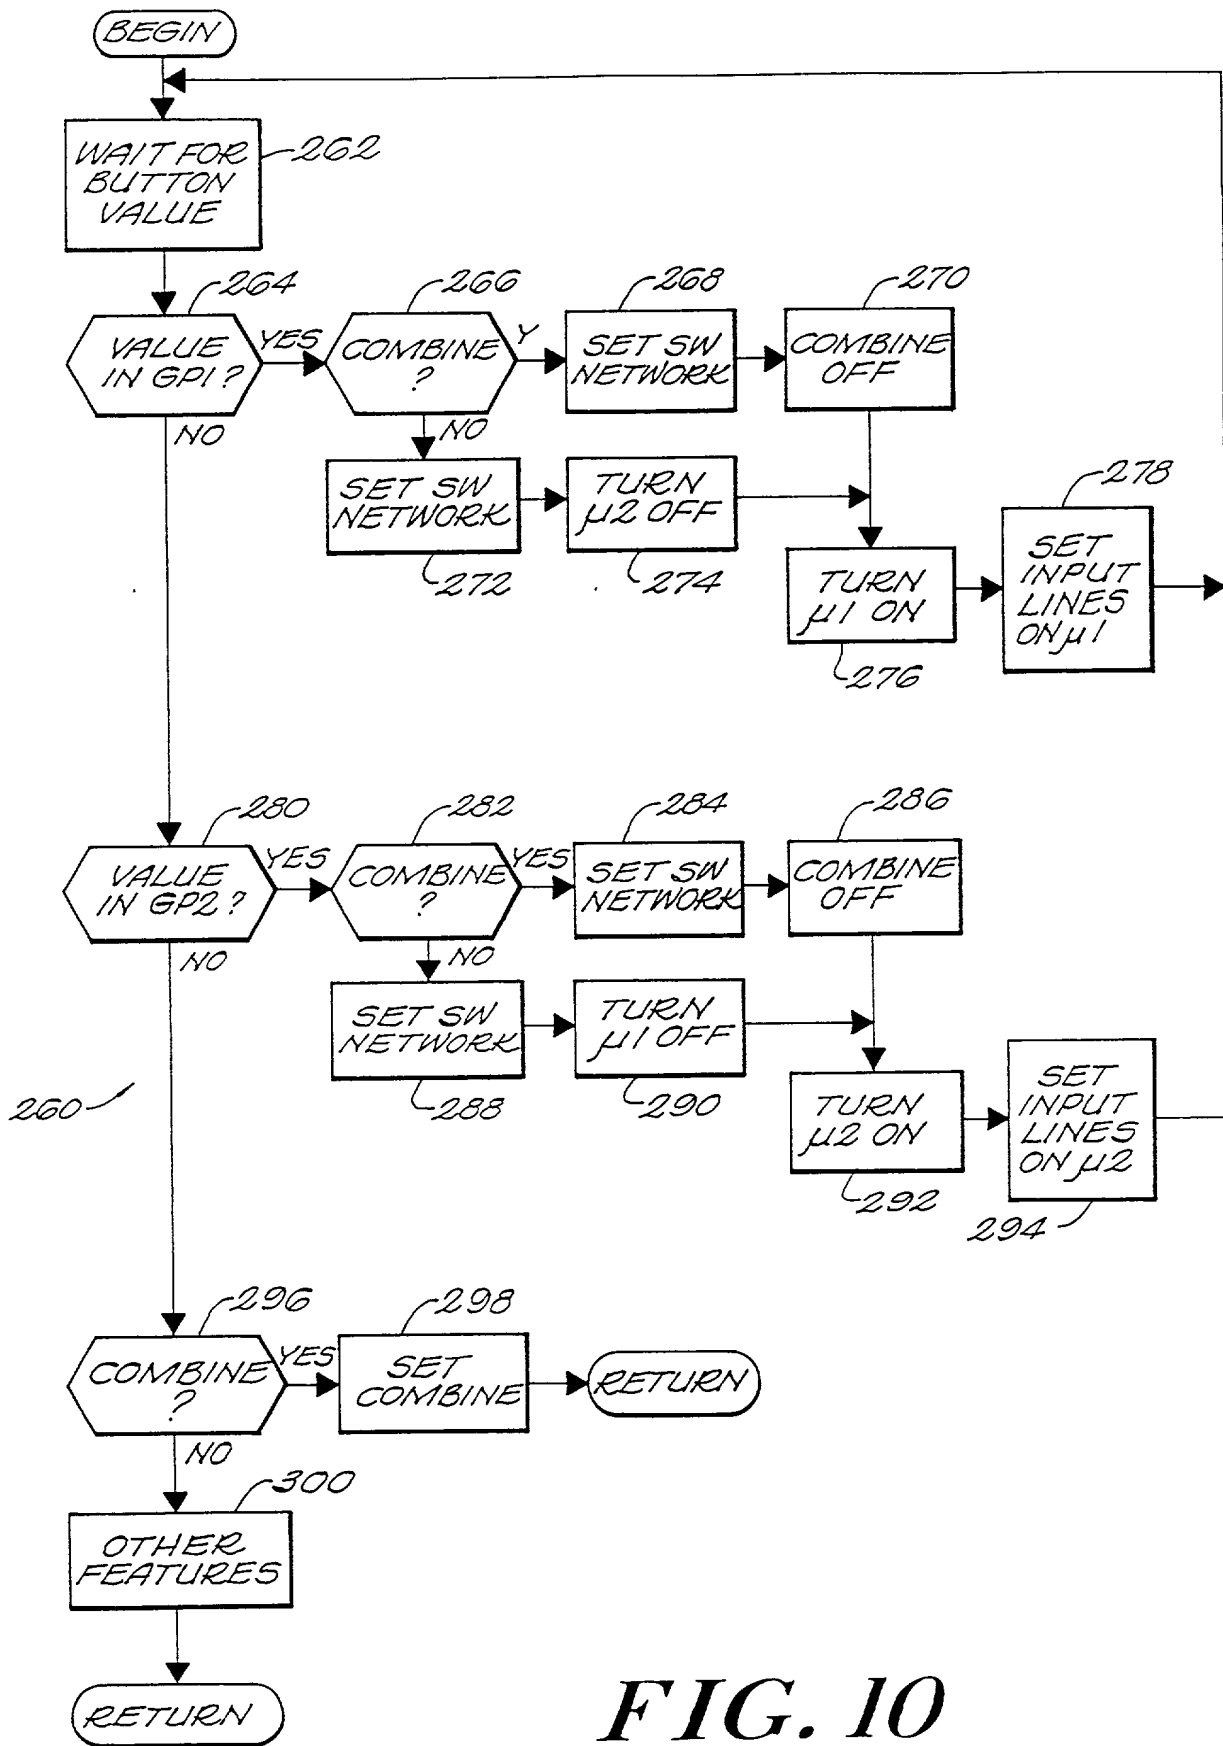 BEGIN
WAIT FOR
BUTTON
VALUE
262
264
VALUE
IN GP1?
YES
NO
266
COMBINE
?
Y
NO
268
SET SW
NETWORK
270
COMBINE
OFF
SET SW
NETWORK
272
TURN
μ2 OFF
274
TURN
μ1 ON
276
278
SET
INPUT
LINES
ON μ1
280
VALUE
IN GP2?
YES
NO
282
COMBINE
?
YES
NO
284
SET SW
NETWORK
286
COMBINE
OFF
SET SW
NETWORK
288
TURN
μ1 OFF
290
TURN
μ2 ON
292
SET
INPUT
LINES
ON μ2
294
260
296
COMBINE
?
YES
NO
298
SET
COMBINE
RETURN
300
OTHER
FEATURES
RETURN
FIG. 10